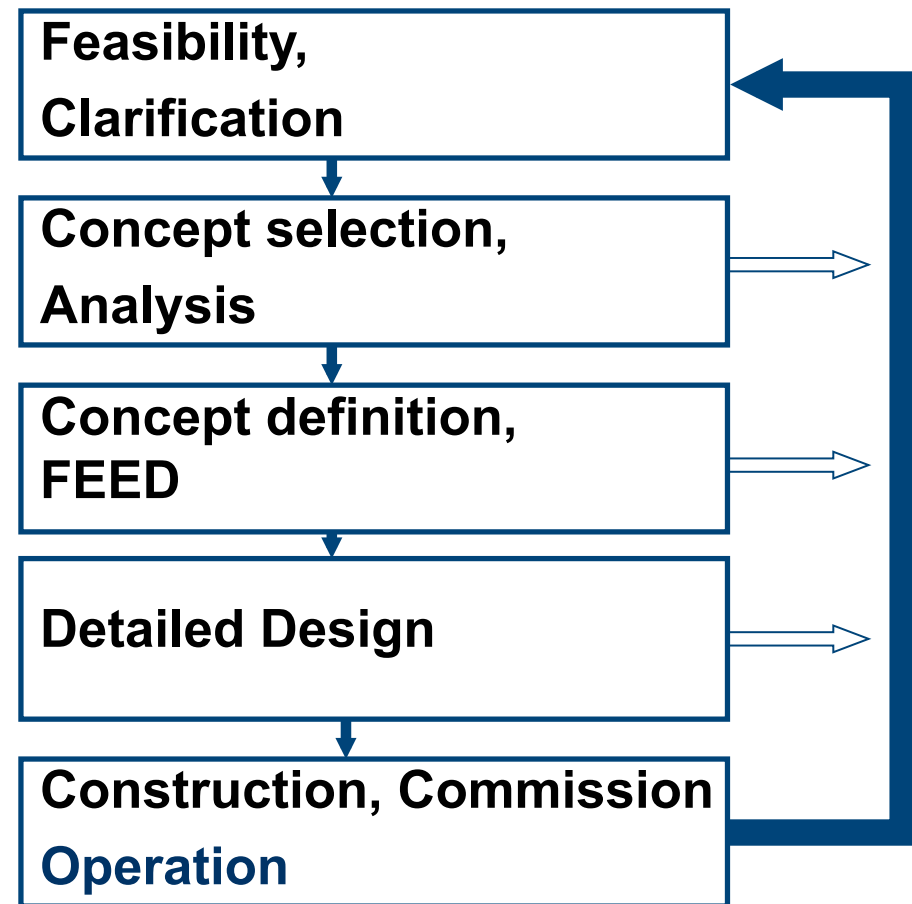 Feasibility,
Clarification
Concept selection,
Analysis
Concept definition,
FEED
Detailed Design
Construction, Commission
Operation